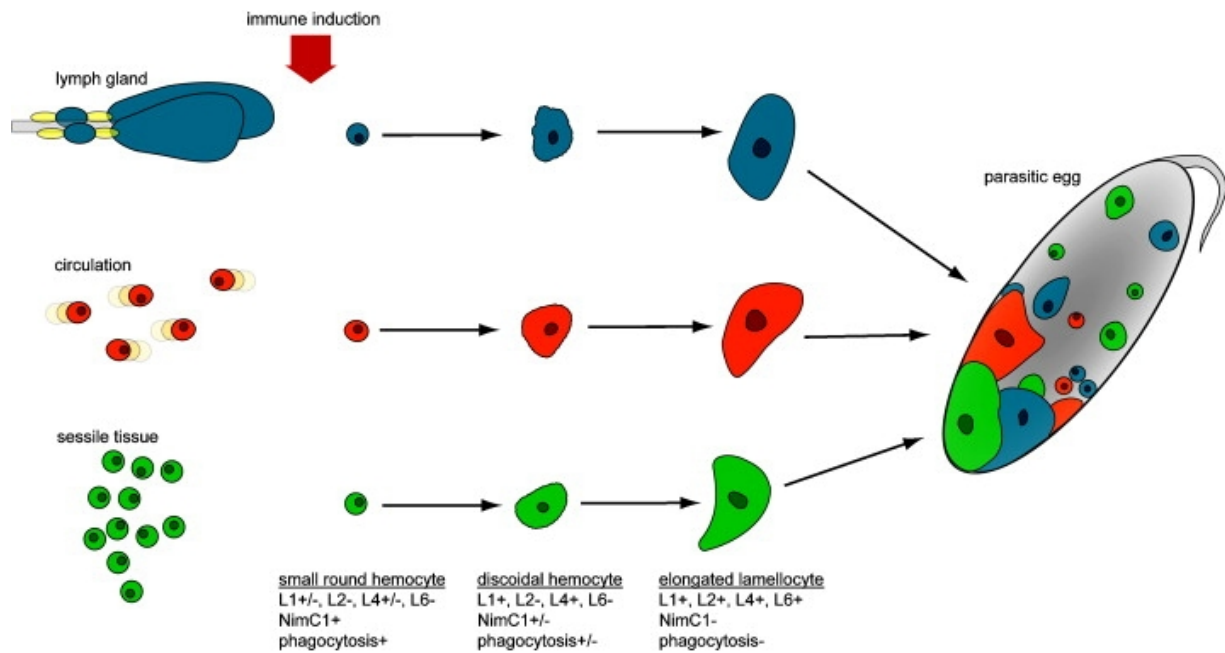 immune induction
lymph gland
parasitic egg
circulation
sessile tissue
small round hemocyte
L1+/-, L2-, L4+/-, L6-
NimC1+
phagocytosis+
discoidal hemocyte
L1+, L2-, L4+, L6-
NimC1+/-
phagocytosis+/-
elongated lamellocyte
L1+, L2+, L4+, L6+
NimC1-
phagocytosis-